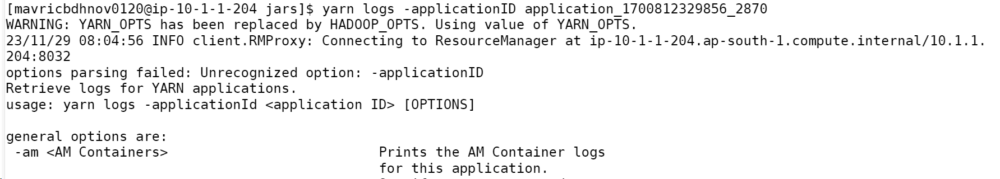 [mavricbdhnov0120@ip-10-1-1-204 jars]$ yarn logs -applicationID application_1700812329856_2870
WARNING: YARN_OPTS has been replaced by HADOOP_OPTS. Using value of YARN_OPTS.
23/11/29 08:04:56 INFO client.RMProxy: Connecting to ResourceManager at ip-10-1-1-204.ap-south-1.compute.internal/10.1.1.
204:8032
options parsing failed: Unrecognized option: -applicationID
Retrieve logs for YARN applications.
usage: yarn logs -applicationId <application ID> [OPTIONS]
general options are:
-am <AM Containers> Prints the AM Container logs
for this application.